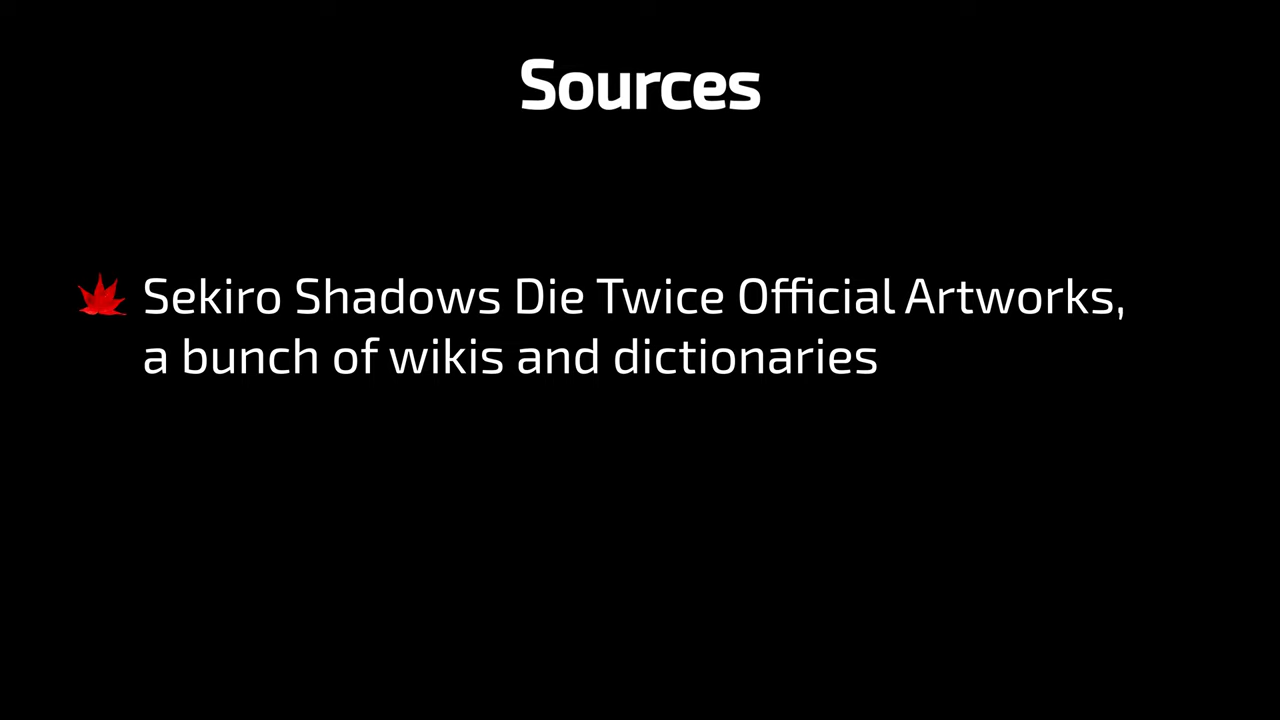 Sources
Sekiro Shadows Die Twice Official Artworks,
a bunch of wikis and dictionaries